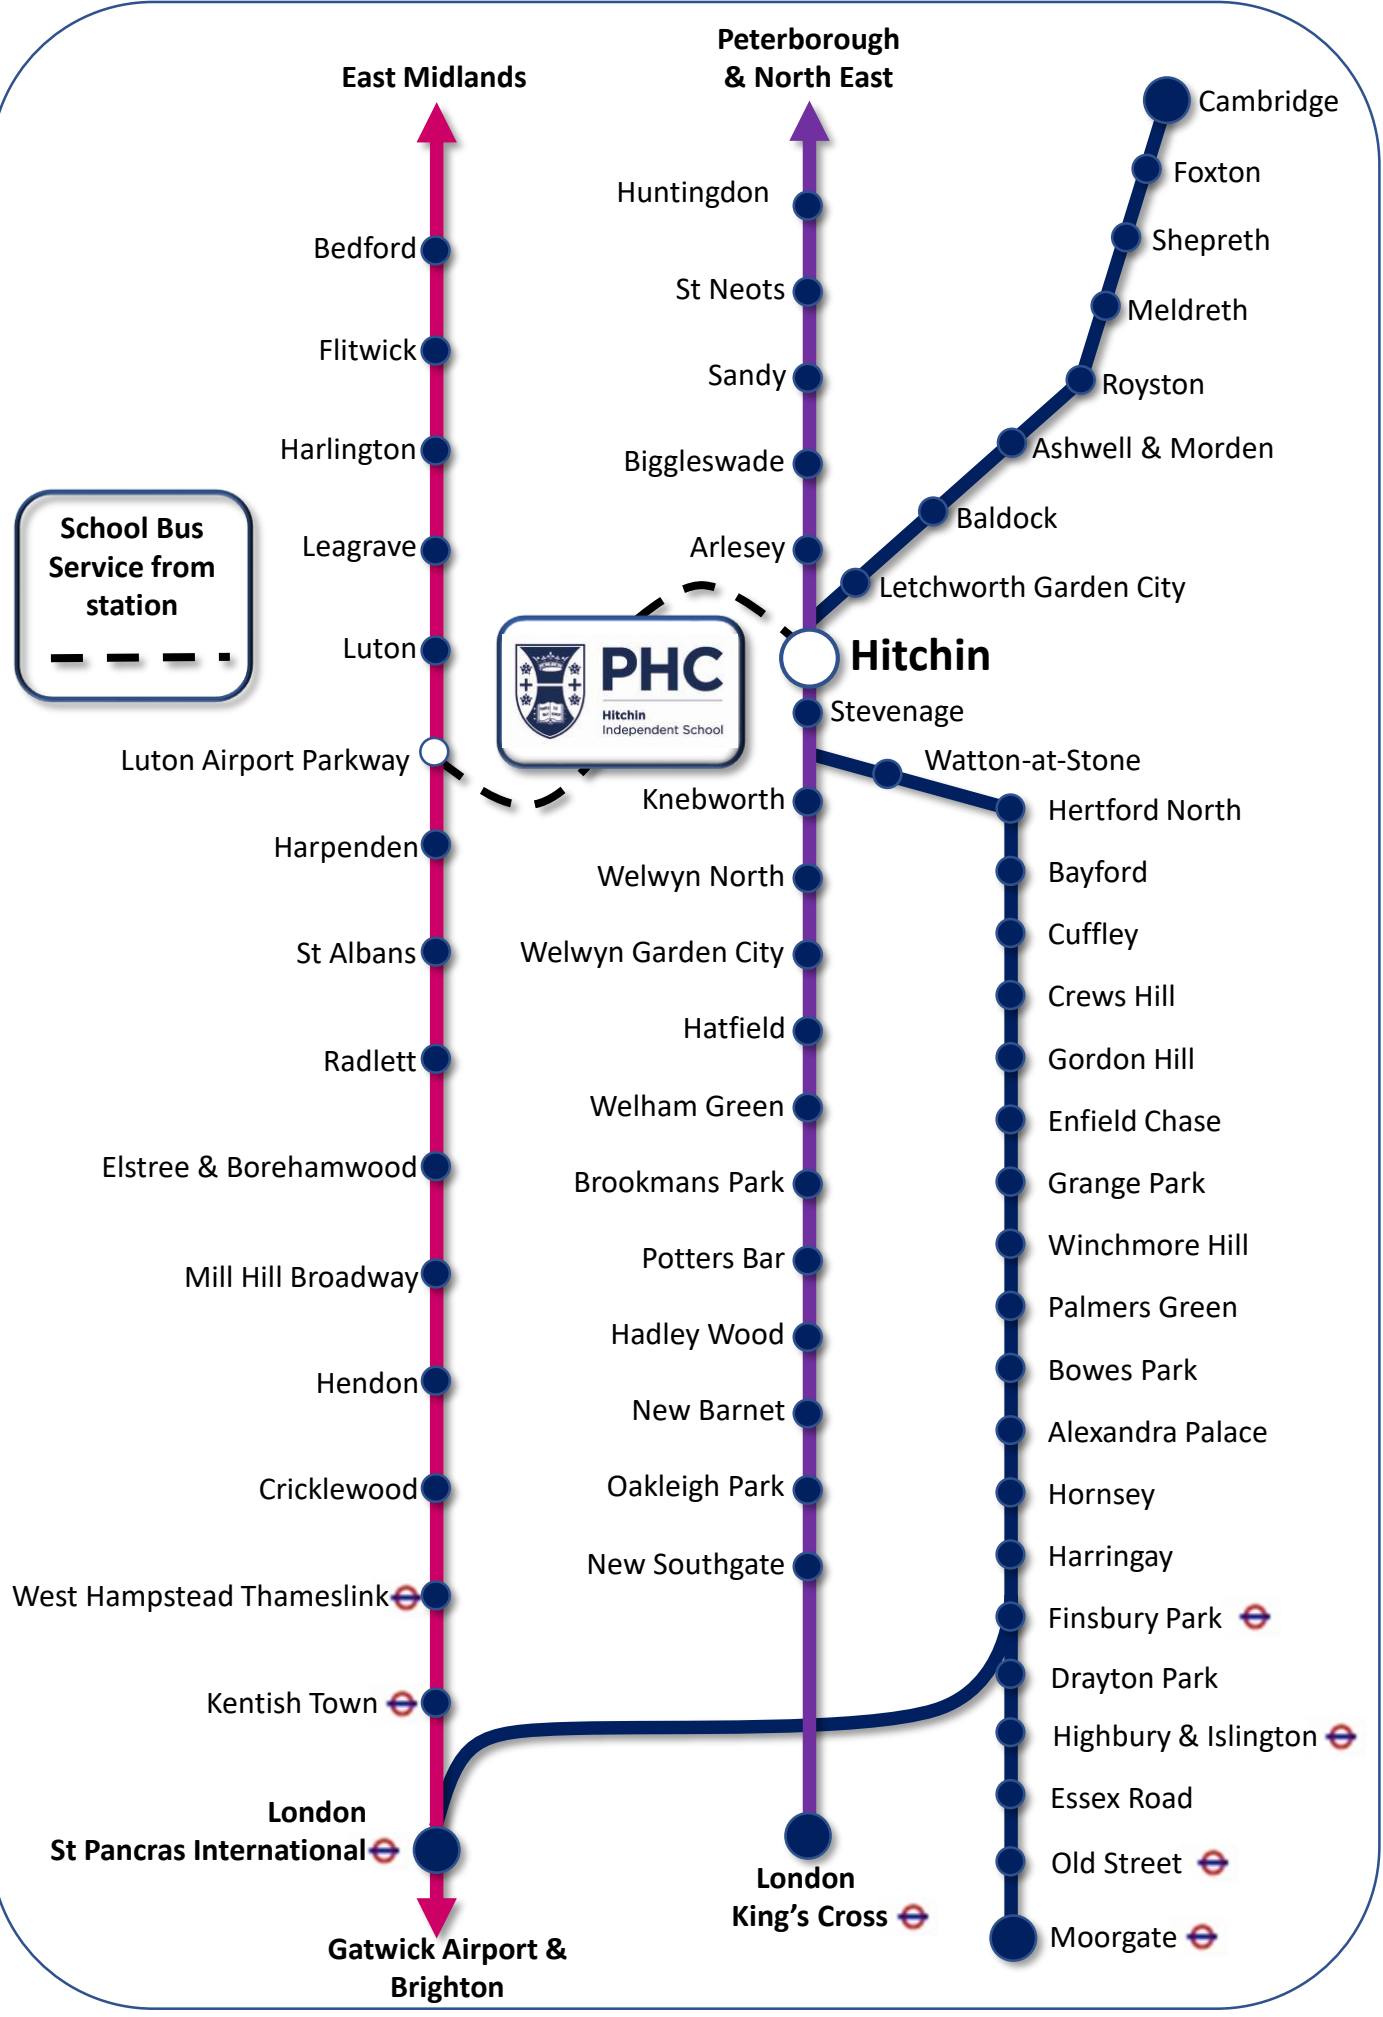 East Midlands
Bedford
Flitwick
Harlington
Leagrave
Luton
Luton Airport Parkway
Harpenden
St Albans
Radlett
Elstree & Borehamwood
Mill Hill Broadway
Hendon
Cricklewood
West Hampstead Thameslink
Kentish Town
London
St Pancras International
Gatwick Airport &
Brighton
School Bus
Service from
station
PHC
Hitchin
Independent School
Peterborough
& North East
Huntingdon
St Neots
Sandy
Biggleswade
Arlesey
Hitchin
Stevenage
Knebworth
Welwyn North
Welwyn Garden City
Hatfield
Welham Green
Brookmans Park
Potters Bar
Hadley Wood
New Barnet
Oakleigh Park
New Southgate
London
King's Cross
Cambridge
Foxton
Shepreth
Meldreth
Royston
Ashwell & Morden
Baldock
Letchworth Garden City
Watton-at-Stone
Hertford North
Bayford
Cuffley
Crews Hill
Gordon Hill
Enfield Chase
Grange Park
Winchmore Hill
Palmers Green
Bowes Park
Alexandra Palace
Hornsey
Harringay
Finsbury Park
Drayton Park
Highbury & Islington
Essex Road
Old Street
Moorgate